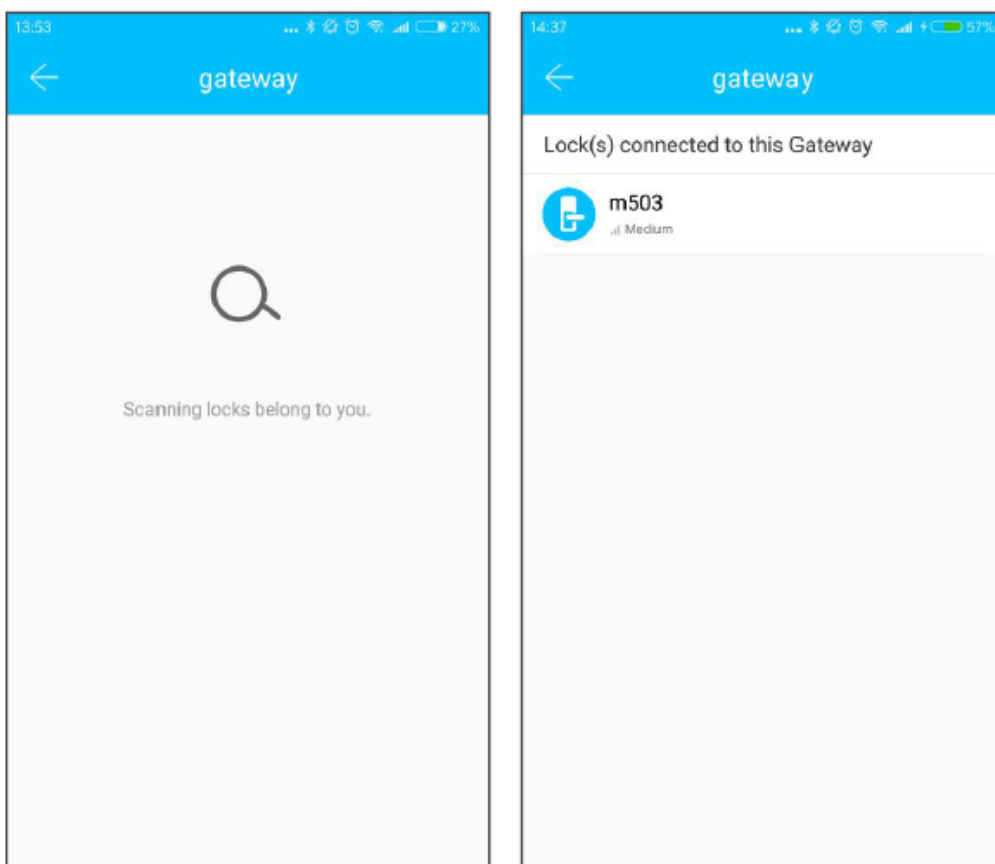 13:53
... 27%
gateway
Scanning locks belong to you.
14:37
... 57%
gateway
Lock(s) connected to this Gateway
m503
Medium